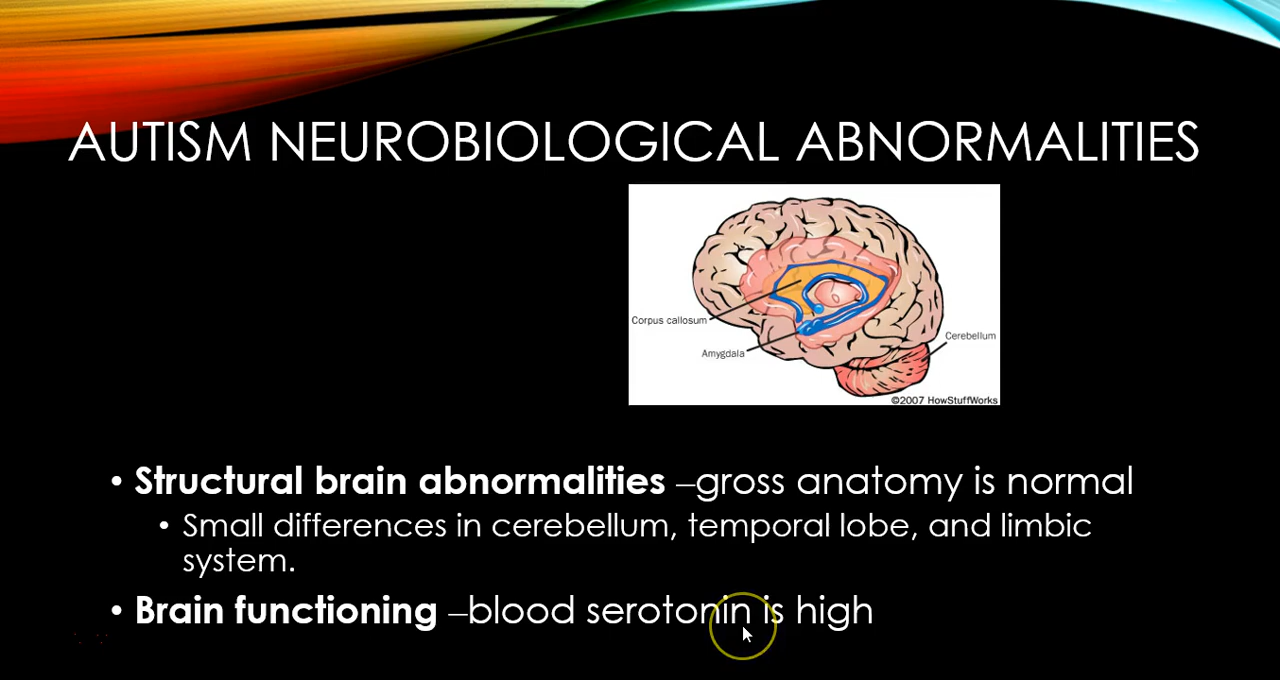 AUTISM NEUROBIOLOGICAL ABNORMALITIES
Corpus callosum
Amygdala
Cerebellum
©2007 HowStuffWorks
• Structural brain abnormalities –gross anatomy is normal
• Small differences in cerebellum, temporal lobe, and limbic
system.
• Brain functioning –blood serotonin is high